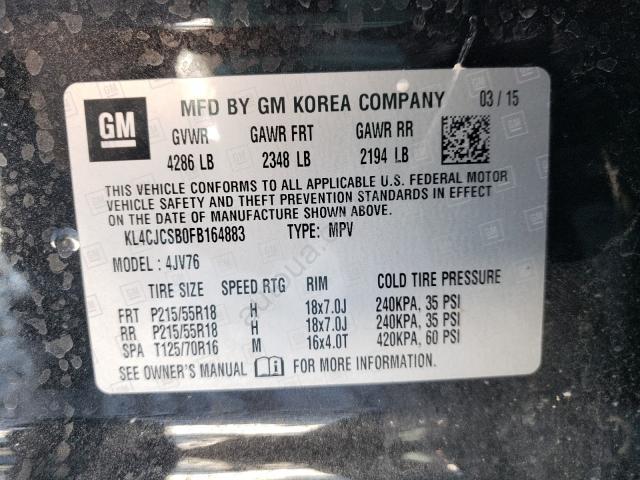 GM
MFD BY GM KOREA COMPANY 03 / 15
GVWR GAWR FRT GAWR RR
4286 LB 2348 LB 2194 LB
THIS VEHICLE CONFORMS TO ALL APPLICABLE U.S. FEDERAL MOTOR
VEHICLE SAFETY AND THEFT PREVENTION STANDARDS IN EFFECT
ON THE DATE OF MANUFACTURE SHOWN ABOVE.
KL4CJCSB0FB164883 TYPE: MPV
MODEL : 4JV76
TIRE SIZE SPEED RTG RIM COLD TIRE PRESSURE
FRT P215/55R18 H 18x7.0J 240KPA, 35 PSI
RR P215/55R18 H 18x7.0J 240KPA, 35 PSI
SPA T125/70R16 M 16x4.0T 420KPA, 60 PSI
SEE OWNER'S MANUAL FOR MORE INFORMATION.